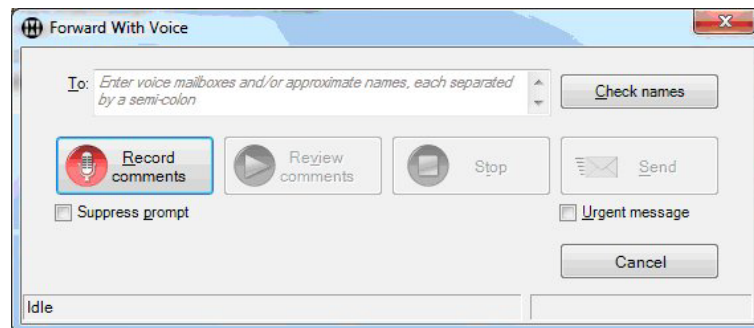 Forward With Voice
To: Enter voice mailboxes and/or approximate names, each separated
by a semi-colon
Check names
Record
comments
Review
comments
Stop
Send
Suppress prompt
Urgent message
Cancel
Idle